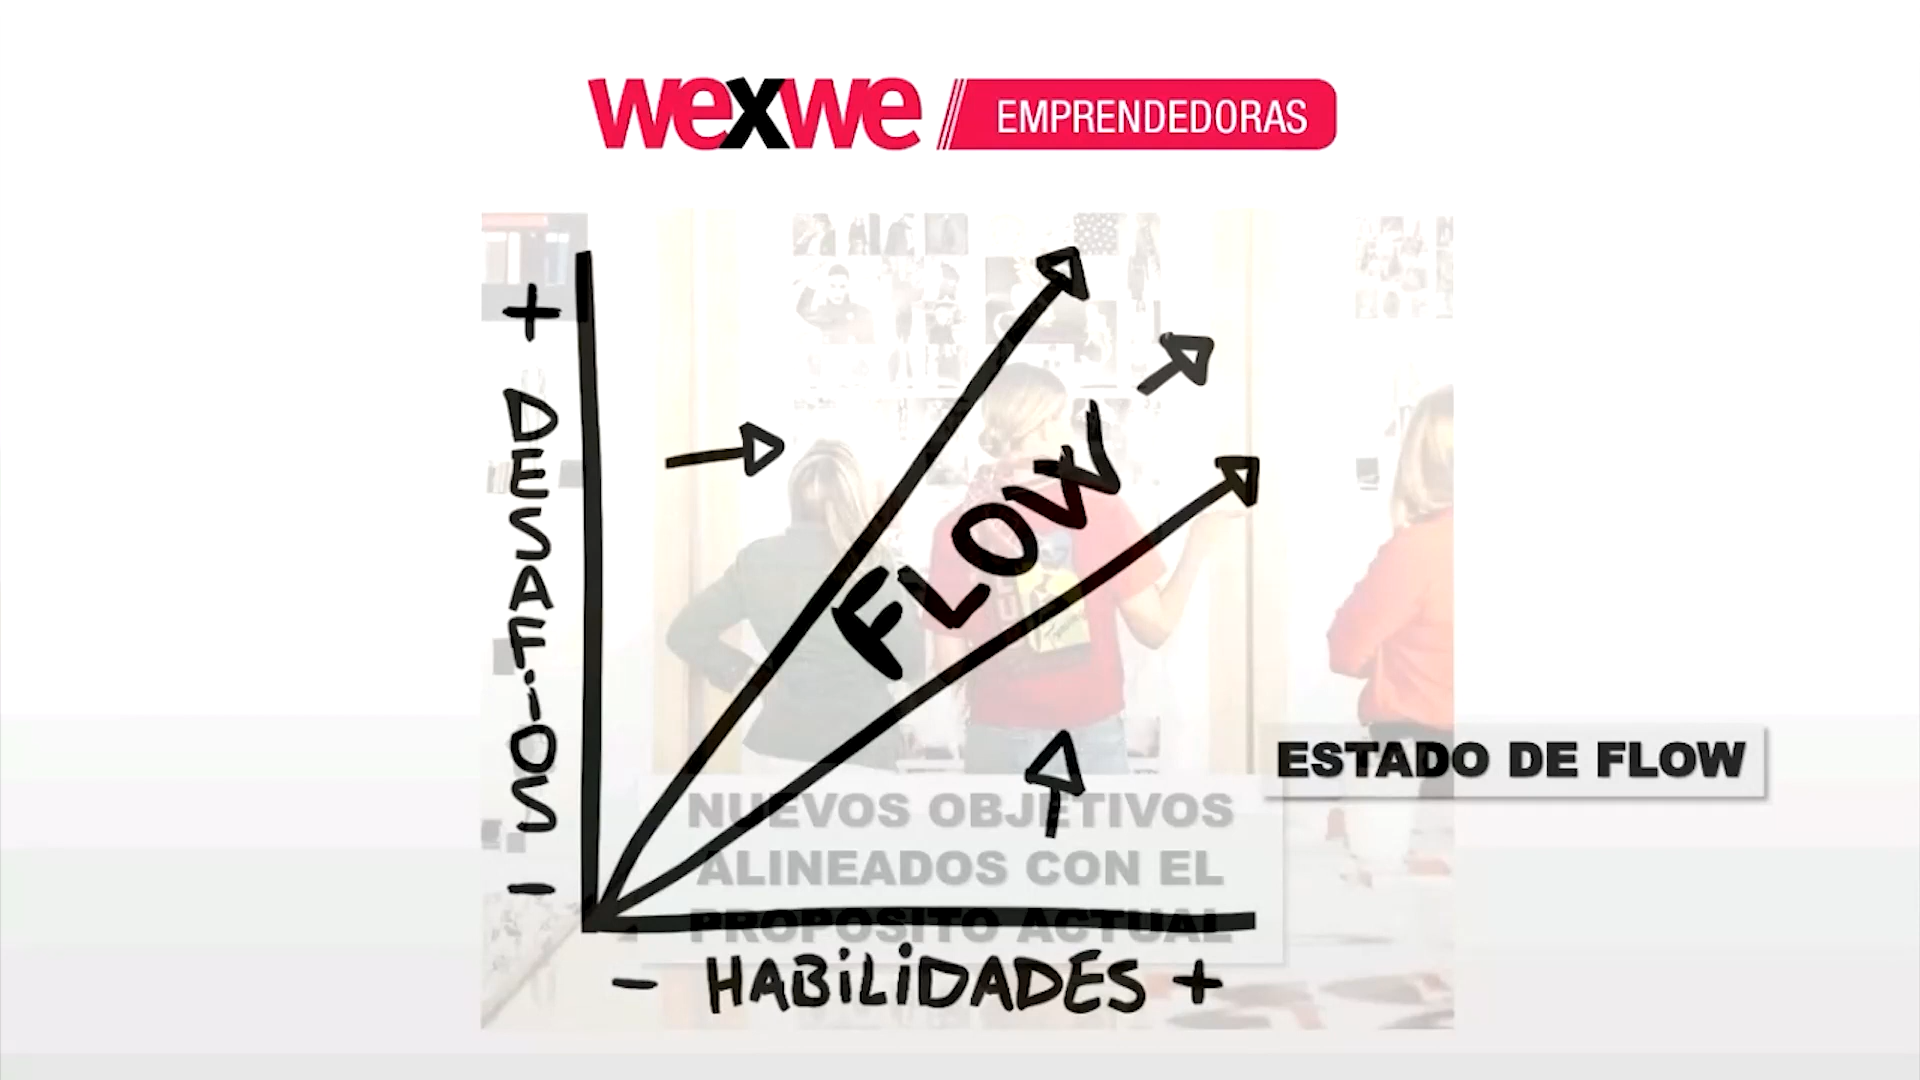 wexwe EMPRENDEDORAS
+
DESAFIOS
-
FLOW
ESTADO DE FLOW
NUEVOS OBJETIVOS
ALINEADOS CON EL
PROPOSITO ACTUAL
- HABILIDADES +